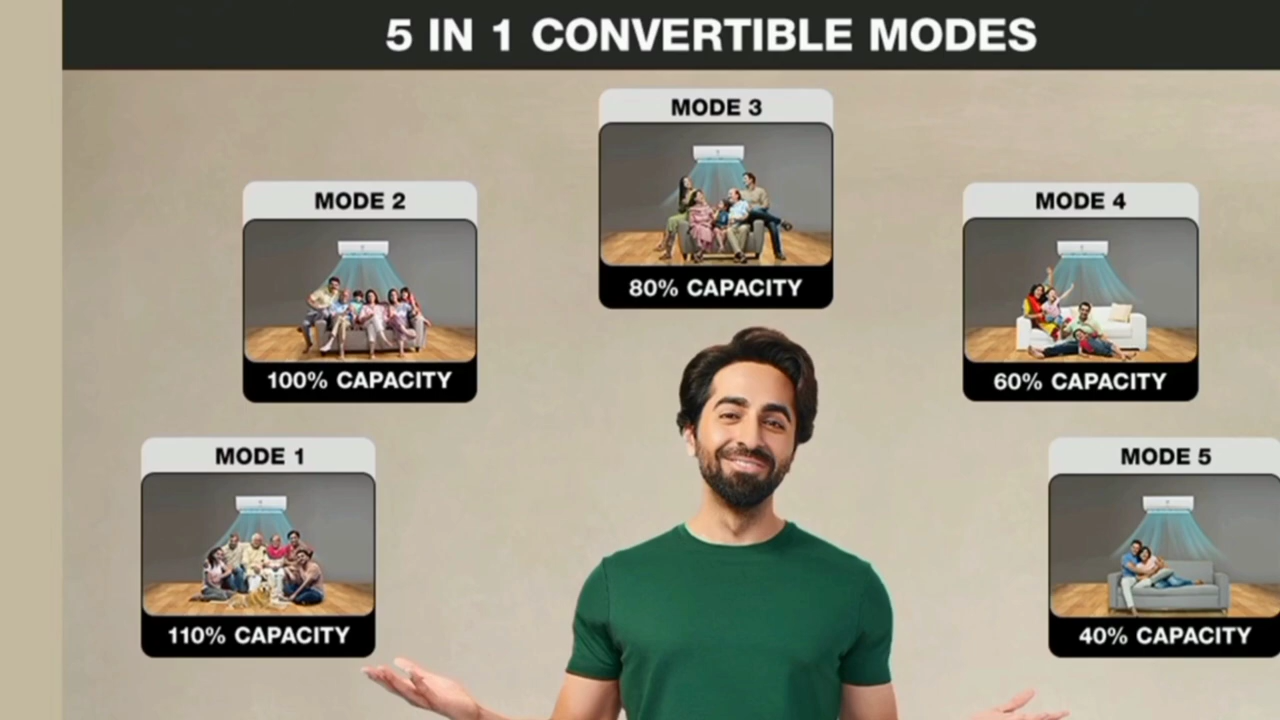 5 IN 1 CONVERTIBLE MODES
MODE 1
110% CAPACITY
MODE 2
100% CAPACITY
MODE 3
80% CAPACITY
MODE 4
60% CAPACITY
MODE 5
40% CAPACITY